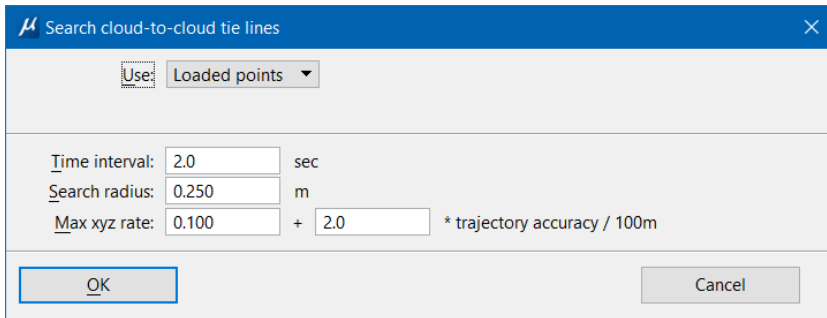 µ Search cloud-to-cloud tie lines
Use: Loaded points
Time interval: 2.0 sec
Search radius: 0.250 m
Max xyz rate: 0.100 + 2.0 * trajectory accuracy / 100m
OK Cancel